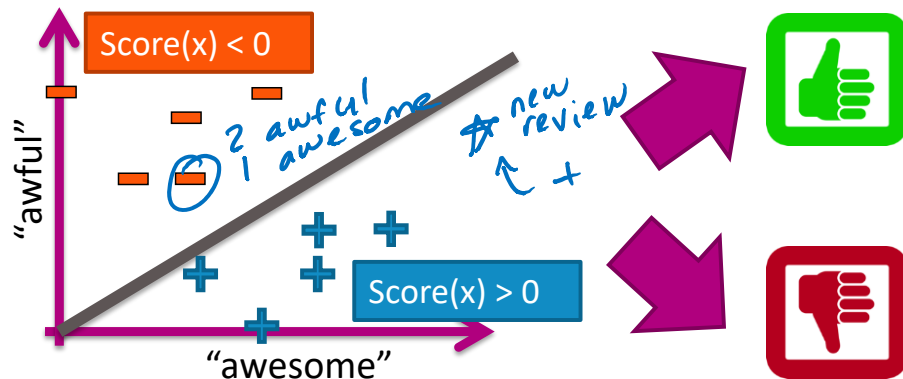 Score(x) < 0
2 awful
1 awesome
new
review
+
"awful"
Score(x) > 0
"awesome"